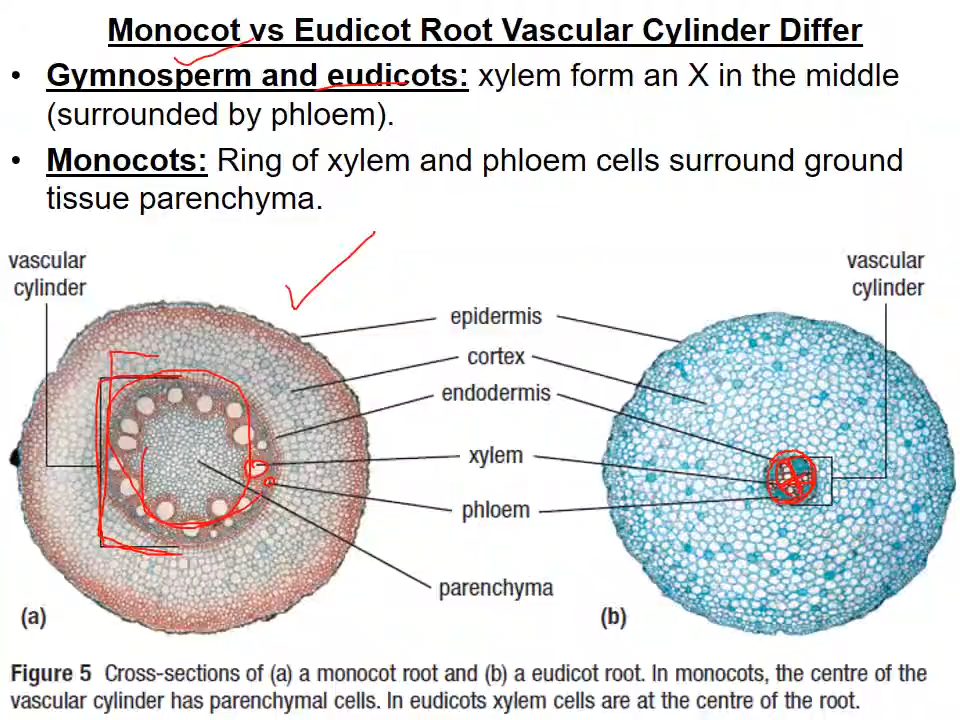 Monocot vs Eudicot Root Vascular Cylinder Differ
• Gymnosperm and eudicots: xylem form an X in the middle
(surrounded by phloem).
• Monocots: Ring of xylem and phloem cells surround ground
tissue parenchyma.
vascular
cylinder
vascular
cylinder
epidermis
cortex
endodermis
xylem
phloem
parenchyma
(a)
(b)
Figure 5 Cross-sections of (a) a monocot root and (b) a eudicot root. In monocots, the centre of the
vascular cylinder has parenchymal cells. In eudicots xylem cells are at the centre of the root.